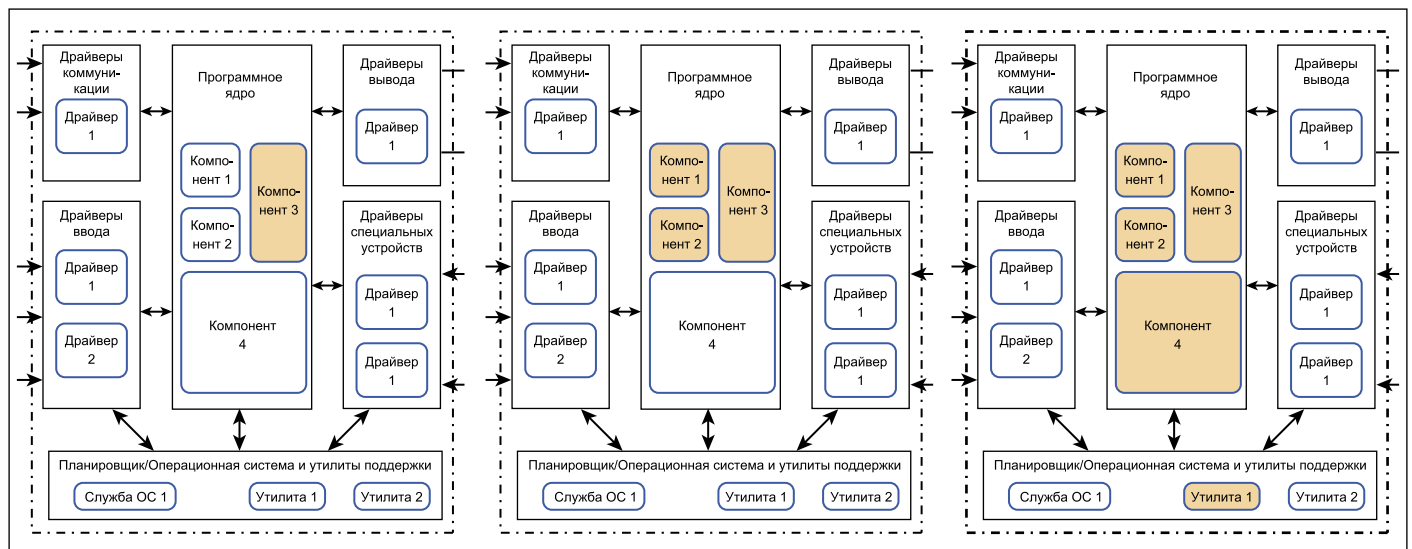 Драйверы
коммуни-
кации
Драйвер
1
Программное
ядро
Компо-
нент 1
Компо-
нент 2
Компо-
нент 3
Компонент
4
Драйверы
вывода
Драйвер
1
Драйверы
ввода
Драйвер
1
Драйвер
2
Драйверы
специальных
устройств
Драйвер
1
Драйвер
1
Планировщик/Операционная система и утилиты поддержки
Служба ОС 1
Утилита 1
Утилита 2
Драйверы
коммуни-
кации
Драйвер
1
Программное
ядро
Компо-
нент 1
Компо-
нент 2
Компо-
нент 3
Компонент
4
Драйверы
вывода
Драйвер
1
Драйверы
ввода
Драйвер
1
Драйвер
2
Драйверы
специальных
устройств
Драйвер
1
Драйвер
1
Планировщик/Операционная система и утилиты поддержки
Служба ОС 1
Утилита 1
Утилита 2
Драйверы
коммуни-
кации
Драйвер
1
Программное
ядро
Компо-
нент 1
Компо-
нент 2
Компо-
нент 3
Компонент
4
Драйверы
вывода
Драйвер
1
Драйверы
ввода
Драйвер
1
Драйвер
2
Драйверы
специальных
устройств
Драйвер
1
Драйвер
1
Планировщик/Операционная система и утилиты поддержки
Служба ОС 1
Утилита 1
Утилита 2